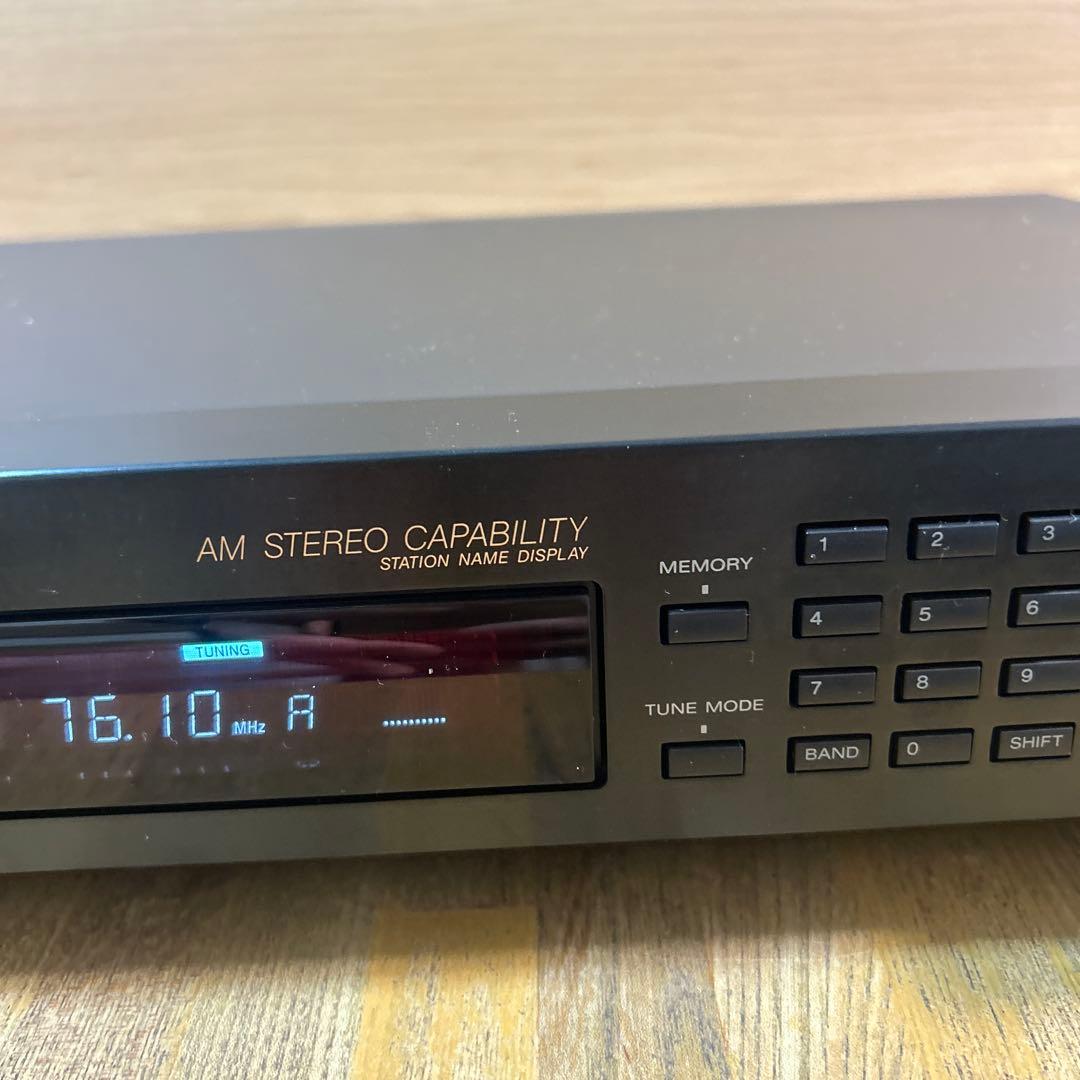 AM STEREO CAPABILITY
STATION NAME DISPLAY
MEMORY
TUNE MODE
TUNING
76.10 MHz A
1 2 3
4 5 6
7 8 9
BAND 0 SHIFT